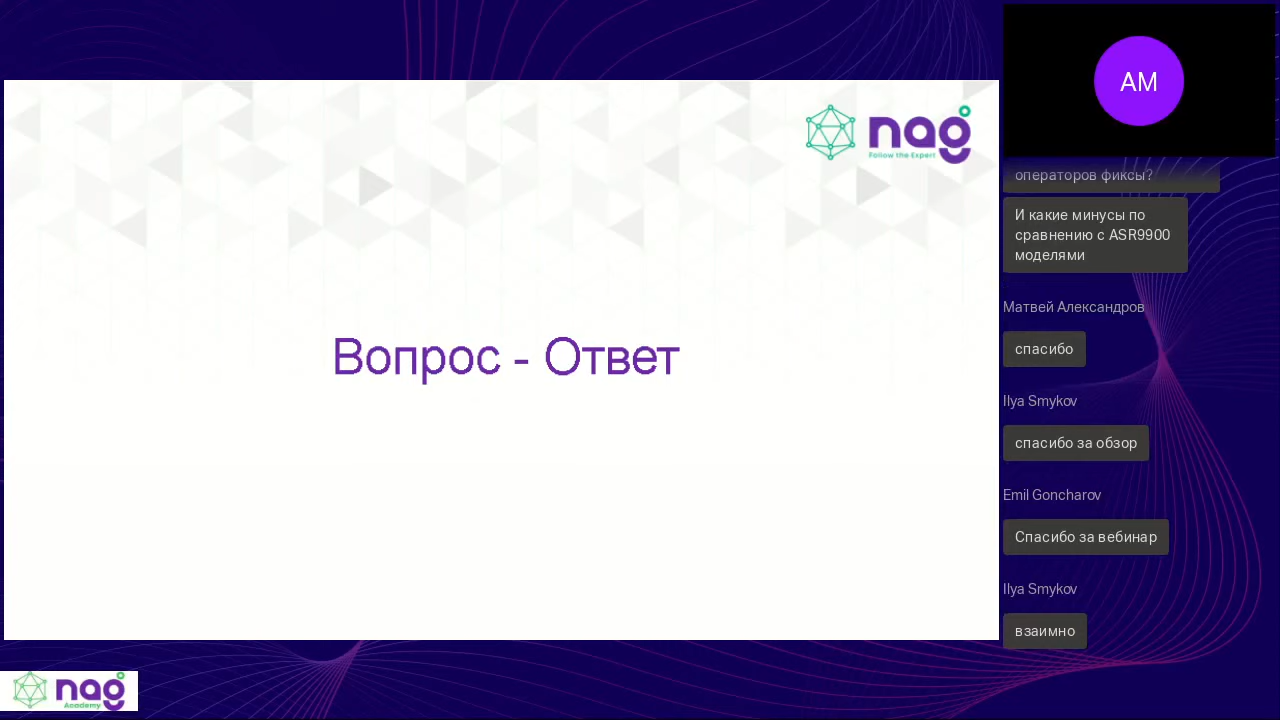 nag
Follow the Expert
Вопрос - Ответ
AM
операторов фиксы?
И какие минусы по
сравнению с ASR9900
моделями
Матвей Александров
спасибо
Ilya Smykov
спасибо за обзор
Emil Goncharov
Спасибо за вебинар
Ilya Smykov
взаимно
nag
Academy